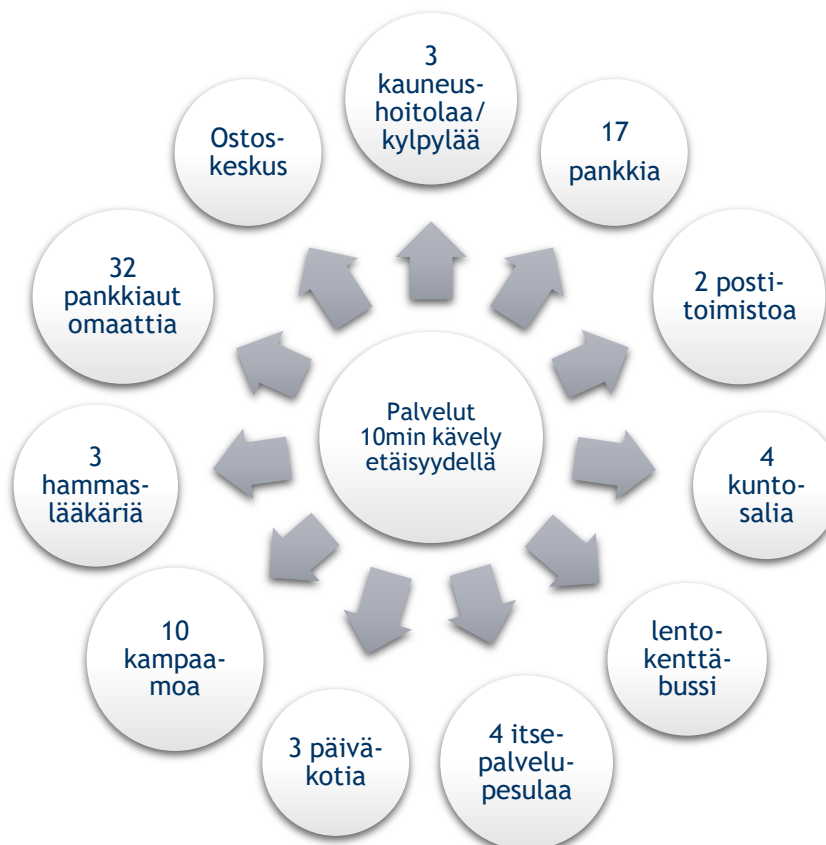 3
kauneus-
hoitolaa/
kylpylää
17
pankkia
2 posti-
toimistoa
4
kunto-
salia
lento-
kenttä-
bussi
4 itse-
palvelu-
pesulaa
3 päivä-
kotia
10
kampaa-
moa
3
hammas-
lääkäriä
32
pankkiaut
omaattia
Ostos-
keskus
Palvelut
10min kävely
etäisyydellä